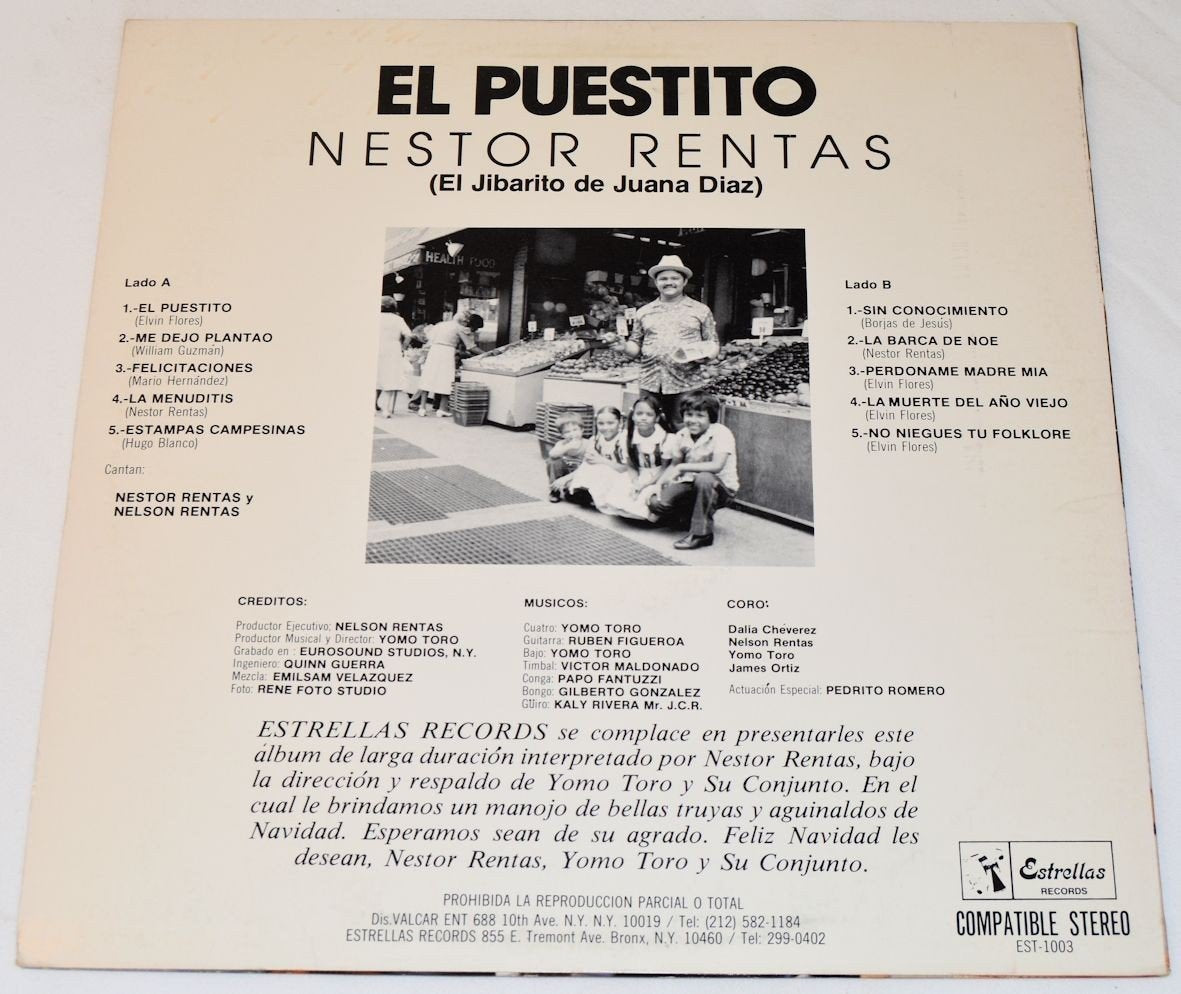 EL PUESTITO
NESTOR RENTAS
(El Jibarito de Juana Diaz)
HEALTH FOOD
Lado A
1.-EL PUESTITO
(Elvin Flores)
2.-ME DEJO PLANTAO
(William Guzmán)
3.-FELICITACIONES
(Mario Hernández)
4.-LA MENUDITIS
(Nestor Rentas)
5.-ESTAMPAS CAMPESINAS
(Hugo Blanco)
Cantan:
NESTOR RENTAS y
NELSON RENTAS
Lado B
1.-SIN CONOCIMIENTO
(Borjas de Jesús)
2.-LA BARCA DE NOE
(Nestor Rentas)
3.-PERDONAME MADRE MIA
(Elvin Flores)
4.-LA MUERTE DEL AÑO VIEJO
(Elvin Flores)
5.-NO NIEGUES TU FOLKLORE
(Elvin Flores)
CREDITOS:
Productor Ejecutivo: NELSON RENTAS
Productor Musical y Director: YOMO TORO
Grabado en : EUROSOUND STUDIOS, N.Y.
Ingeniero: QUINN GUERRA
Mezcla: EMILSAM VELAZQUEZ
Foto: RENE FOTO STUDIO
MUSICOS:
Cuatro: YOMO TORO
Guitarra: RUBEN FIGUEROA
Bajo: YOMO TORO
Timbal: VICTOR MALDONADO
Conga: PAPO FANTUZZI
Bongo: GILBERTO GONZALEZ
Güiro: KALY RIVERA Mr. J.C.R.
CORO:
Dalia Chéverez
Nelson Rentas
Yomo Toro
James Ortiz
Actuación Especial: PEDRITO ROMERO
ESTRELLAS RECORDS se complace en presentarles este
álbum de larga duración interpretado por Nestor Rentas, bajo
la dirección y respaldo de Yomo Toro y Su Conjunto. En el
cual le brindamos un manojo de bellas truyas y aguinaldos de
Navidad. Esperamos sean de su agrado. Feliz Navidad les
desean, Nestor Rentas, Yomo Toro y Su Conjunto.
PROHIBIDA LA REPRODUCCION PARCIAL O TOTAL
Dis.VALCAR ENT 688 10th Ave. N.Y. N.Y. 10019 / Tel: (212) 582-1184
ESTRELLAS RECORDS 855 E. Tremont Ave. Bronx, N.Y. 10460 / Tel: 299-0402
Estrellas
RECORDS
COMPATIBLE STEREO
EST-1003